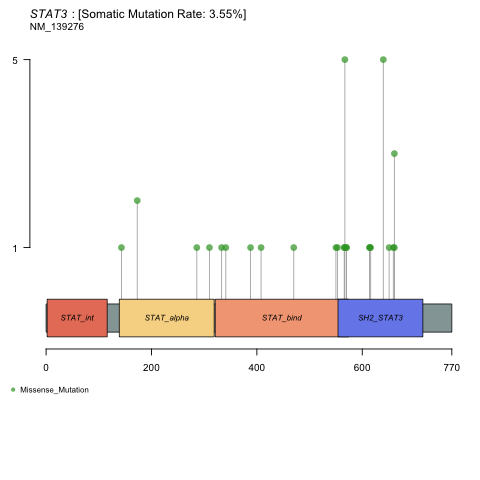 STAT3 : [Somatic Mutation Rate: 3.55%]
NM_139276
5
1
STAT_int
STAT_alpha
STAT_bind
SH2_STAT3
0
200
400
600
770
Missense_Mutation